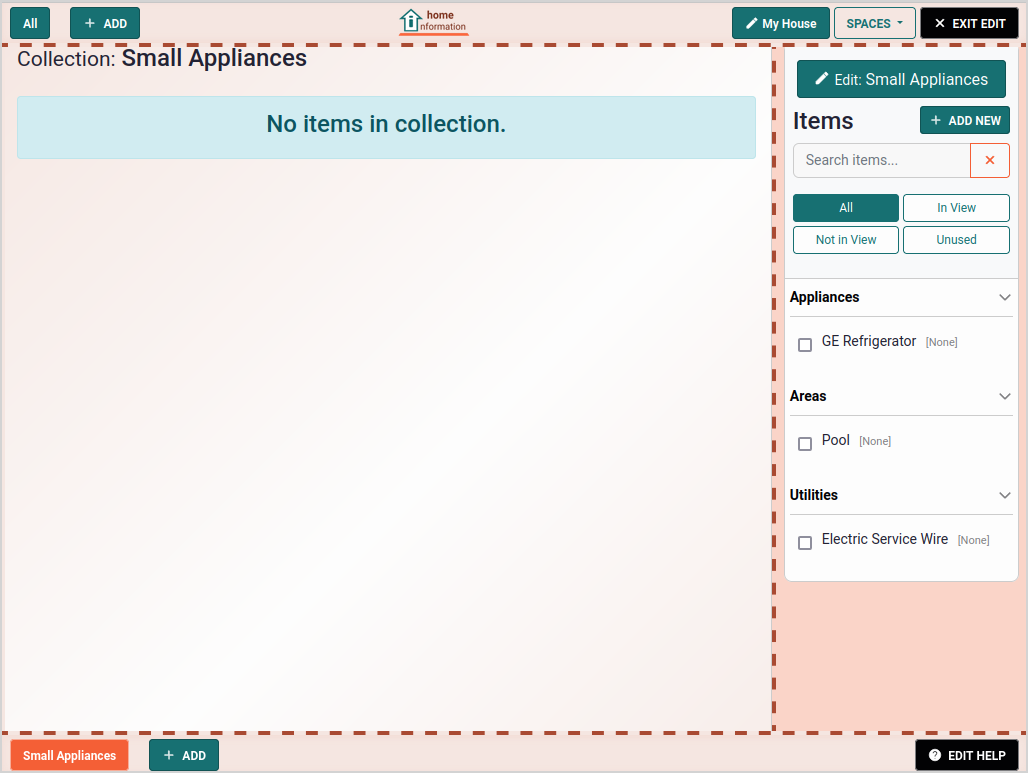 All
+ ADD
home
information
My House
SPACES
× EXIT EDIT
Collection: Small Appliances
No items in collection.
Edit: Small Appliances
Items
+ ADD NEW
Search items...
×
All
In View
Not in View
Unused
Appliances
GE Refrigerator [None]
Areas
Pool [None]
Utilities
Electric Service Wire [None]
Small Appliances
+ ADD
? EDIT HELP